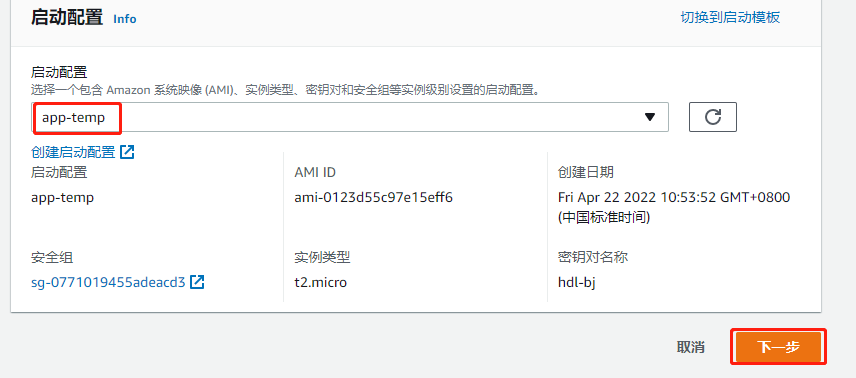 启动配置 Info 切换到启动模板
启动配置
选择一个包含 Amazon 系统映像 (AMI)、实例类型、密钥对和安全组等实例级别设置的启动配置。
app-temp
创建启动配置
启动配置 AMI ID 创建日期
app-temp ami-0123d55c97e15eff6 Fri Apr 22 2022 10:53:52 GMT+0800
(中国标准时间)
安全组 实例类型 密钥对名称
sg-0771019455adeacd3 t2.micro hdl-bj
取消 下一步